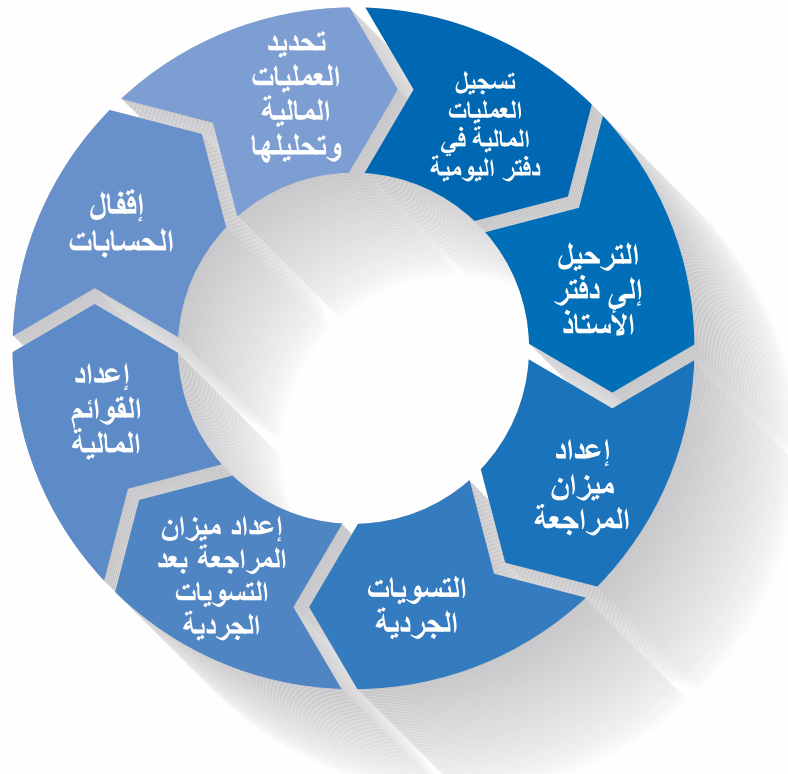 تحديد
العمليات
المالية
وتحليلها
تسجيل
العمليات
المالية في
دفتر اليومية
الترحيل
إلى دفتر
الأستاذ
إعداد
ميزان
المراجعة
التسويات
الجردية
إعداد ميزان
المراجعة بعد
التسويات
الجردية
إعداد
القوائم
المالية
إقفال
الحسابات